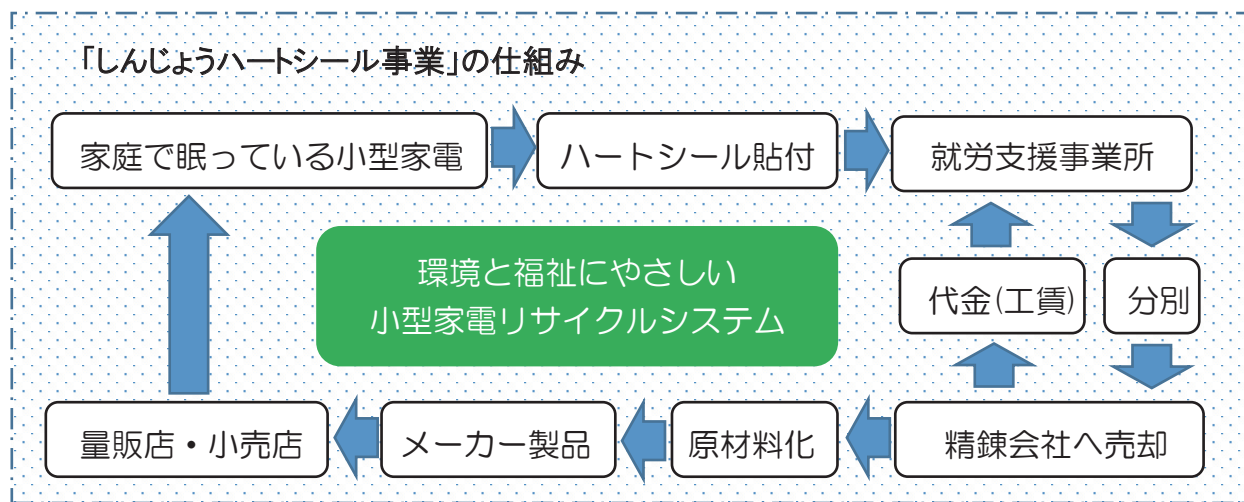 「しんじょうハートシール事業」の仕組み
家庭で眠っている小型家電
ハートシール貼付
就労支援事業所
環境と福祉にやさしい
小型家電リサイクルシステム
代金(工賃)
分別
量販店・小売店
メーカー製品
原材料化
精錬会社へ売却